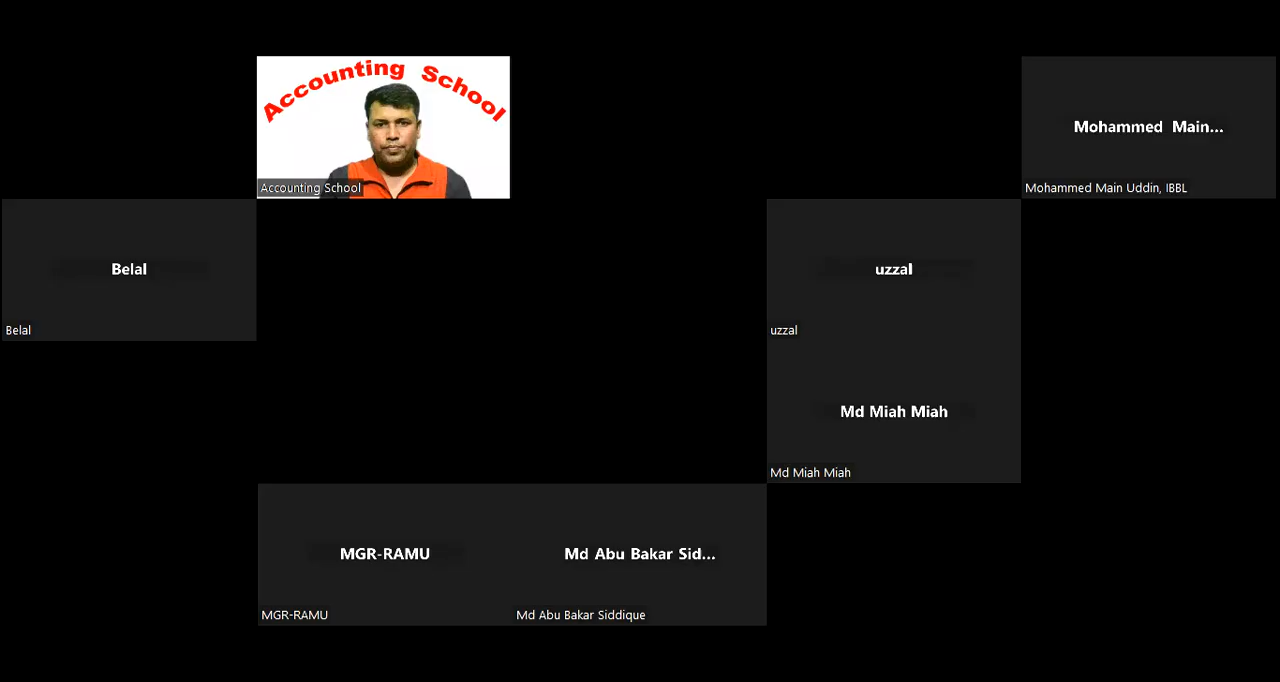 Accounting School
Accounting School
Mohammed Main...
Mohammed Main Uddin, IBBL
Belal
Belal
uzzal
uzzal
Md Miah Miah
Md Miah Miah
MGR-RAMU
MGR-RAMU
Md Abu Bakar Sid...
Md Abu Bakar Siddique